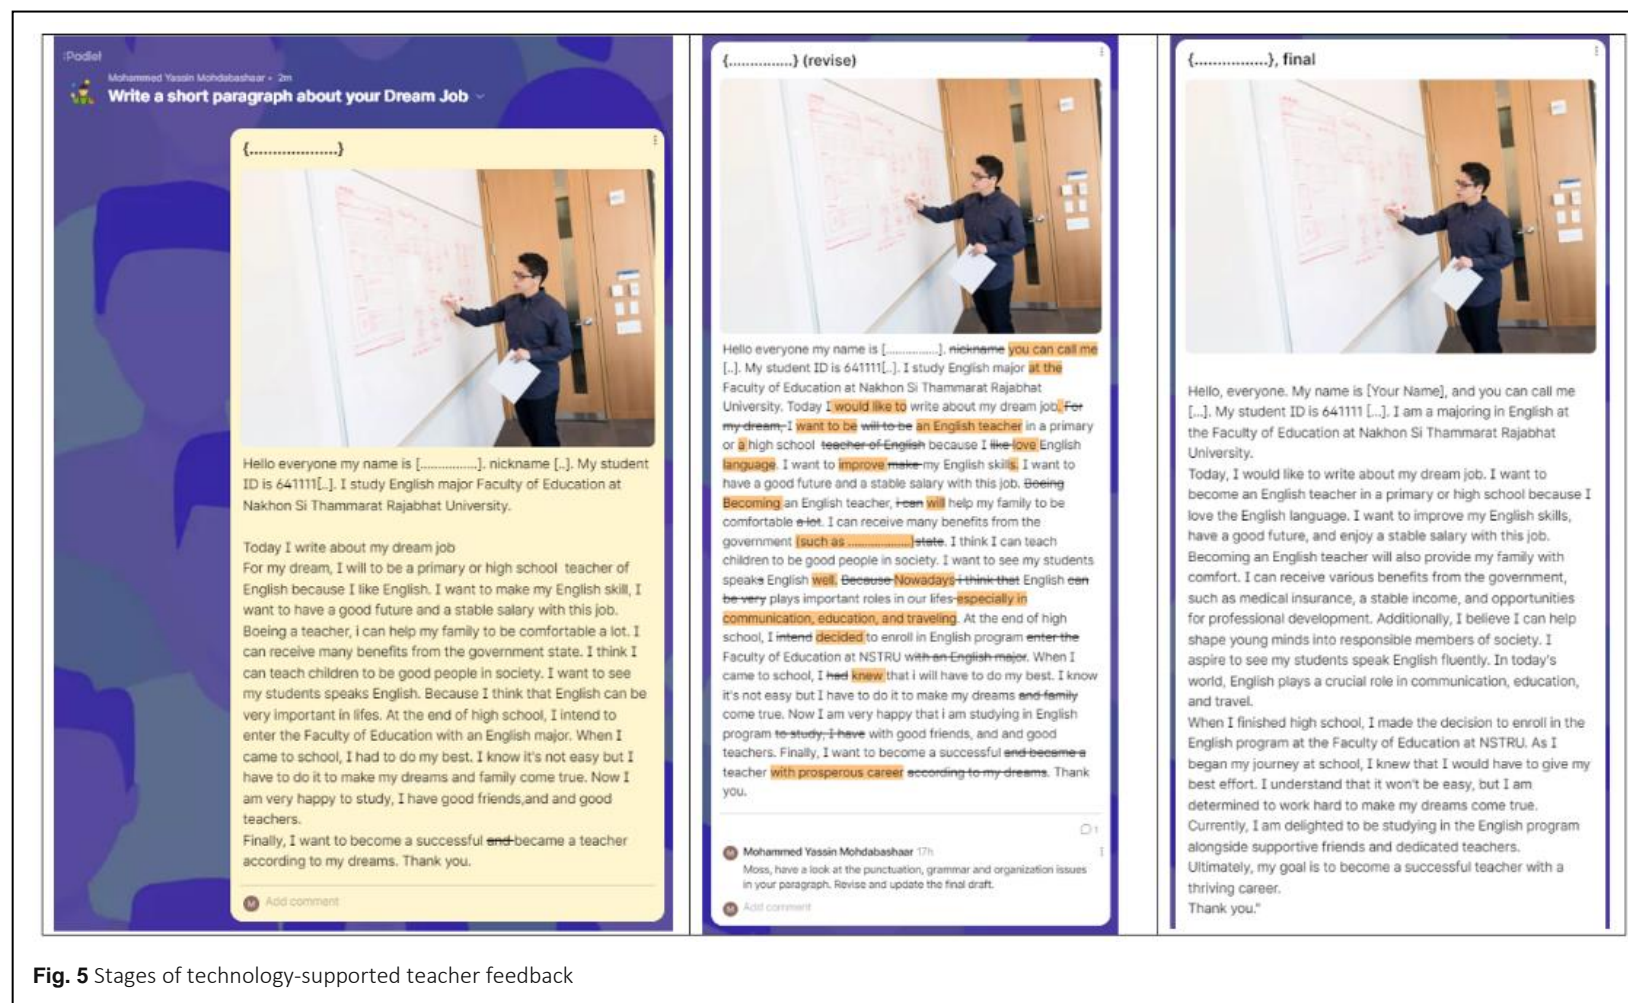 :Padlet
Mohammed Yassin Mohdabashaar • 2m
Write a short paragraph about your Dream Job
{...................}
Hello everyone my name is [................]. nickname [..]. My student
ID is 641111[..]. I study English major Faculty of Education at
Nakhon Si Thammarat Rajabhat University.
Today I write about my dream job
For my dream, I will to be a primary or high school teacher of
English because I like English. I want to make my English skill, I
want to have a good future and a stable salary with this job.
Boeing a teacher, i can help my family to be comfortable a lot. I
can receive many benefits from the government state. I think I
can teach children to be good people in society. I want to see
my students speaks English. Because I think that English can be
very important in lifes. At the end of high school, I intend to
enter the Faculty of Education with an English major. When I
came to school, I had to do my best. I know it's not easy but I
have to do it to make my dreams and family come true. Now I
am very happy to study, I have good friends,and and good
teachers.
Finally, I want to become a successful and became a teacher
according to my dreams. Thank you.
M Add comment
{...............} (revise)
Hello everyone my name is [...............]. nickname you can call me
[..]. My student ID is 641111[..]. I study English major at the
Faculty of Education at Nakhon Si Thammarat Rajabhat
University. Today I would like to write about my dream job. For
my dream, I want to be will to be an English teacher in a primary
or a high school teacher of English because I like love English
language. I want to improve make my English skills. I want to
have a good future and a stable salary with this job. Boeing
Becoming an English teacher, i can will help my family to be
comfortable a lot. I can receive many benefits from the
government (such as ...................)state. I think I can teach
children to be good people in society. I want to see my students
speaks English well. Because Nowadays i think that English can
be very plays important roles in our lifes especially in
communication, education, and traveling. At the end of high
school, I intend decided to enroll in English program enter the
Faculty of Education at NSTRU with an English major. When I
came to school, I had knew that i will have to do my best. I know
it's not easy but I have to do it to make my dreams and family
come true. Now I am very happy that i am studying in English
program to study, I have with good friends, and and good
teachers. Finally, I want to become a successful and became a
teacher with prosperous career according to my dreams. Thank
you.
1
M Mohammed Yassin Mohdabashaar 17h
Moss, have a look at the punctuation, grammar and organization issues
in your paragraph. Revise and update the final draft.
M Add comment
{................}, final
Hello, everyone. My name is [Your Name], and you can call me
[...]. My student ID is 641111 [...]. I am a majoring in English at
the Faculty of Education at Nakhon Si Thammarat Rajabhat
University.
Today, I would like to write about my dream job. I want to
become an English teacher in a primary or high school because I
love the English language. I want to improve my English skills,
have a good future, and enjoy a stable salary with this job.
Becoming an English teacher will also provide my family with
comfort. I can receive various benefits from the government,
such as medical insurance, a stable income, and opportunities
for professional development. Additionally, I believe I can help
shape young minds into responsible members of society. I
aspire to see my students speak English fluently. In today's
world, English plays a crucial role in communication, education,
and travel.
When I finished high school, I made the decision to enroll in the
English program at the Faculty of Education at NSTRU. As I
began my journey at school, I knew that I would have to give my
best effort. I understand that it won't be easy, but I am
determined to work hard to make my dreams come true.
Currently, I am delighted to be studying in the English program
alongside supportive friends and dedicated teachers.
Ultimately, my goal is to become a successful teacher with a
thriving career.
Thank you."
Fig. 5 Stages of technology-supported teacher feedback